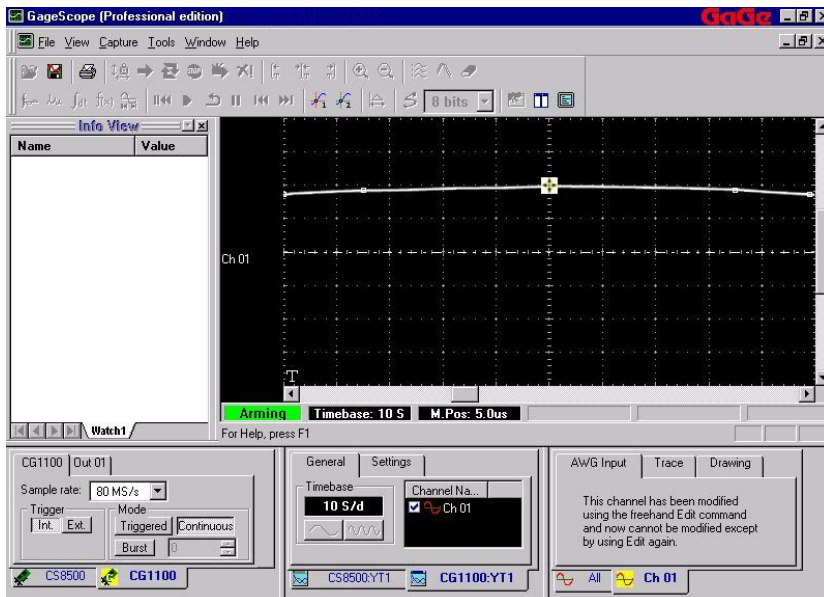 GageScope (Professional edition)
GaGe
File View Capture Tools Window Help
8 bits
Info View
Name Value
Ch 01
T
Watch1
Arming Timebase: 10 S M.Pos: 5.0us
For Help, press F1
CG1100 Out 01
Sample rate: 80 MS/s
Trigger
Int. Ext.
Mode
Triggered Continuous
Burst 0
CS8500 CG1100
General Settings
Timebase
10 S/d
Channel Na...
Ch 01
CS8500:YT1 CG1100:YT1
AWG Input Trace Drawing
This channel has been modified
using the freehand Edit command
and now cannot be modified except
by using Edit again.
All Ch 01